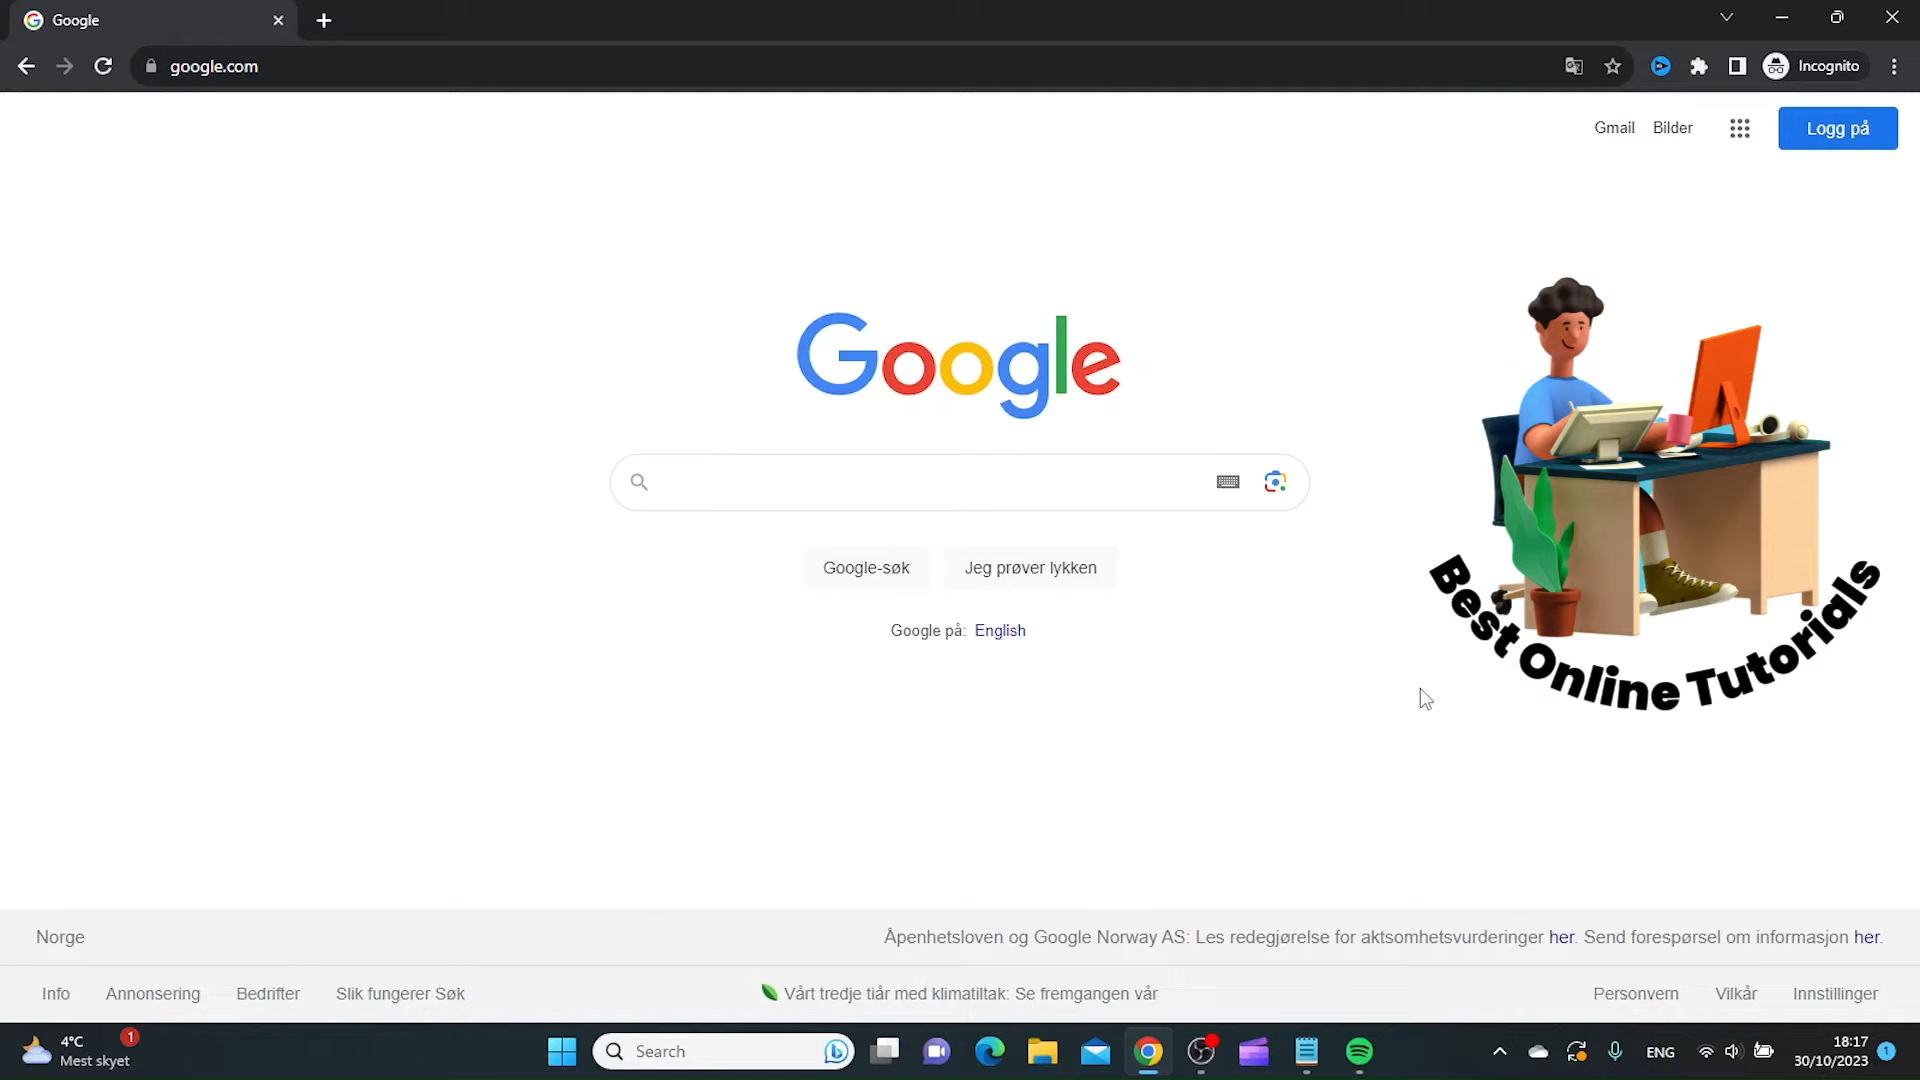 Google
google.com
Incognito
Gmail Bilder Logg på
Google
Google-søk Jeg prøver lykken
Google på: English
Best Online Tutorials
Norge Åpenhetsloven og Google Norway AS: Les redegjørelse for aktsomhetsvurderinger her. Send forespørsel om informasjon her.
Info Annonsering Bedrifter Slik fungerer Søk Vårt tredje tiår med klimatiltak: Se fremgangen vår Personvern Vilkår Innstillinger
4°C 1
Mest skyet
Search
ENG
18:17
30/10/2023
1